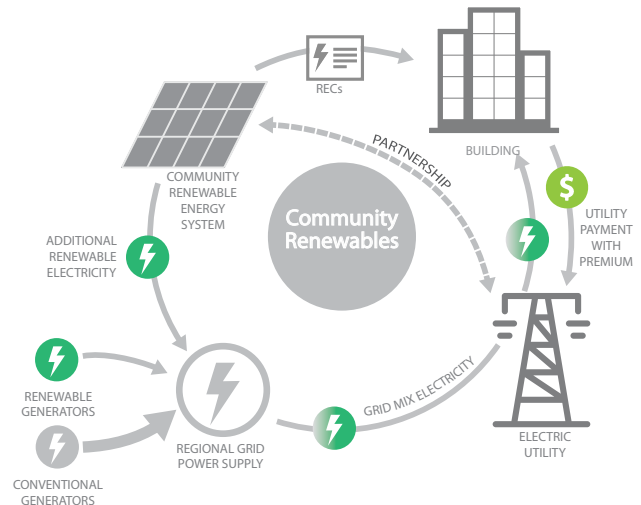 RECs
BUILDING
PARTNERSHIP
COMMUNITY
RENEWABLE
ENERGY
SYSTEM
Community
Renewables
$
UTILITY
PAYMENT
WITH
PREMIUM
ADDITIONAL
RENEWABLE
ELECTRICITY
RENEWABLE
GENERATORS
GRID MIX ELECTRICITY
REGIONAL GRID
POWER SUPPLY
ELECTRIC
UTILITY
CONVENTIONAL
GENERATORS